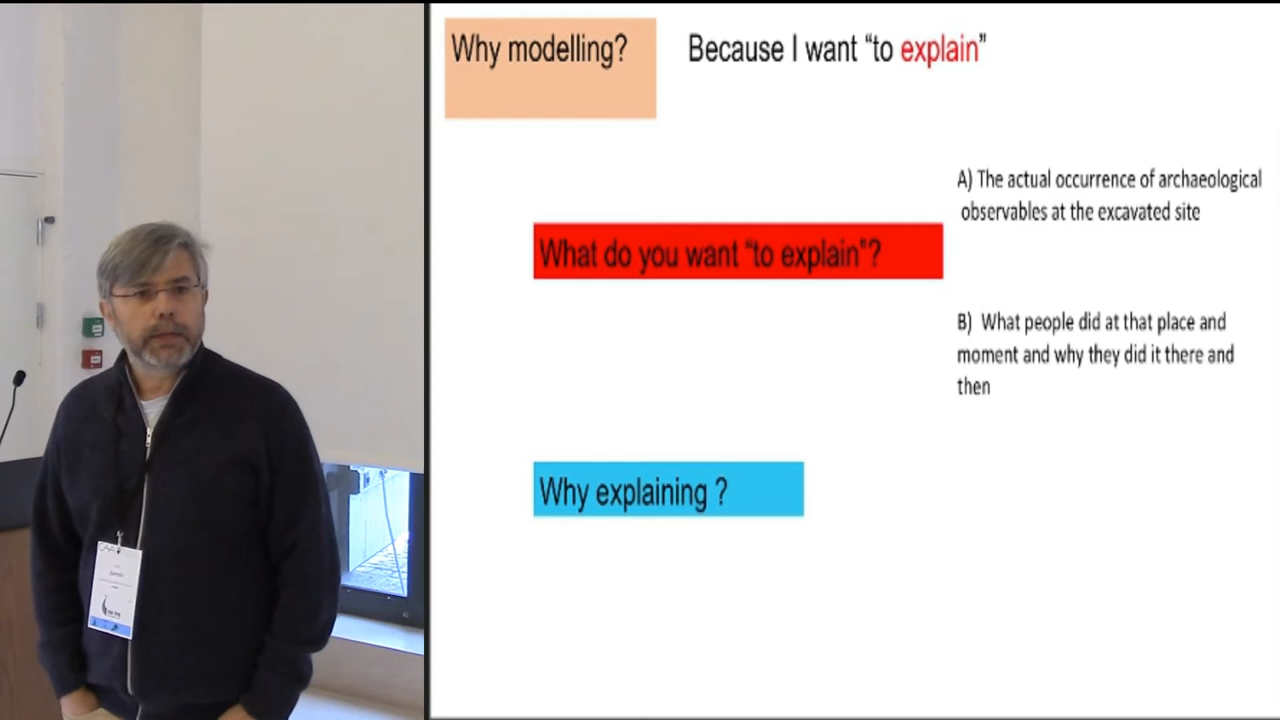 Why modelling?
Because I want “to explain”
A) The actual occurrence of archaeological
observables at the excavated site
What do you want “to explain”?
B) What people did at that place and
moment and why they did it there and
then
Why explaining ?
CAA